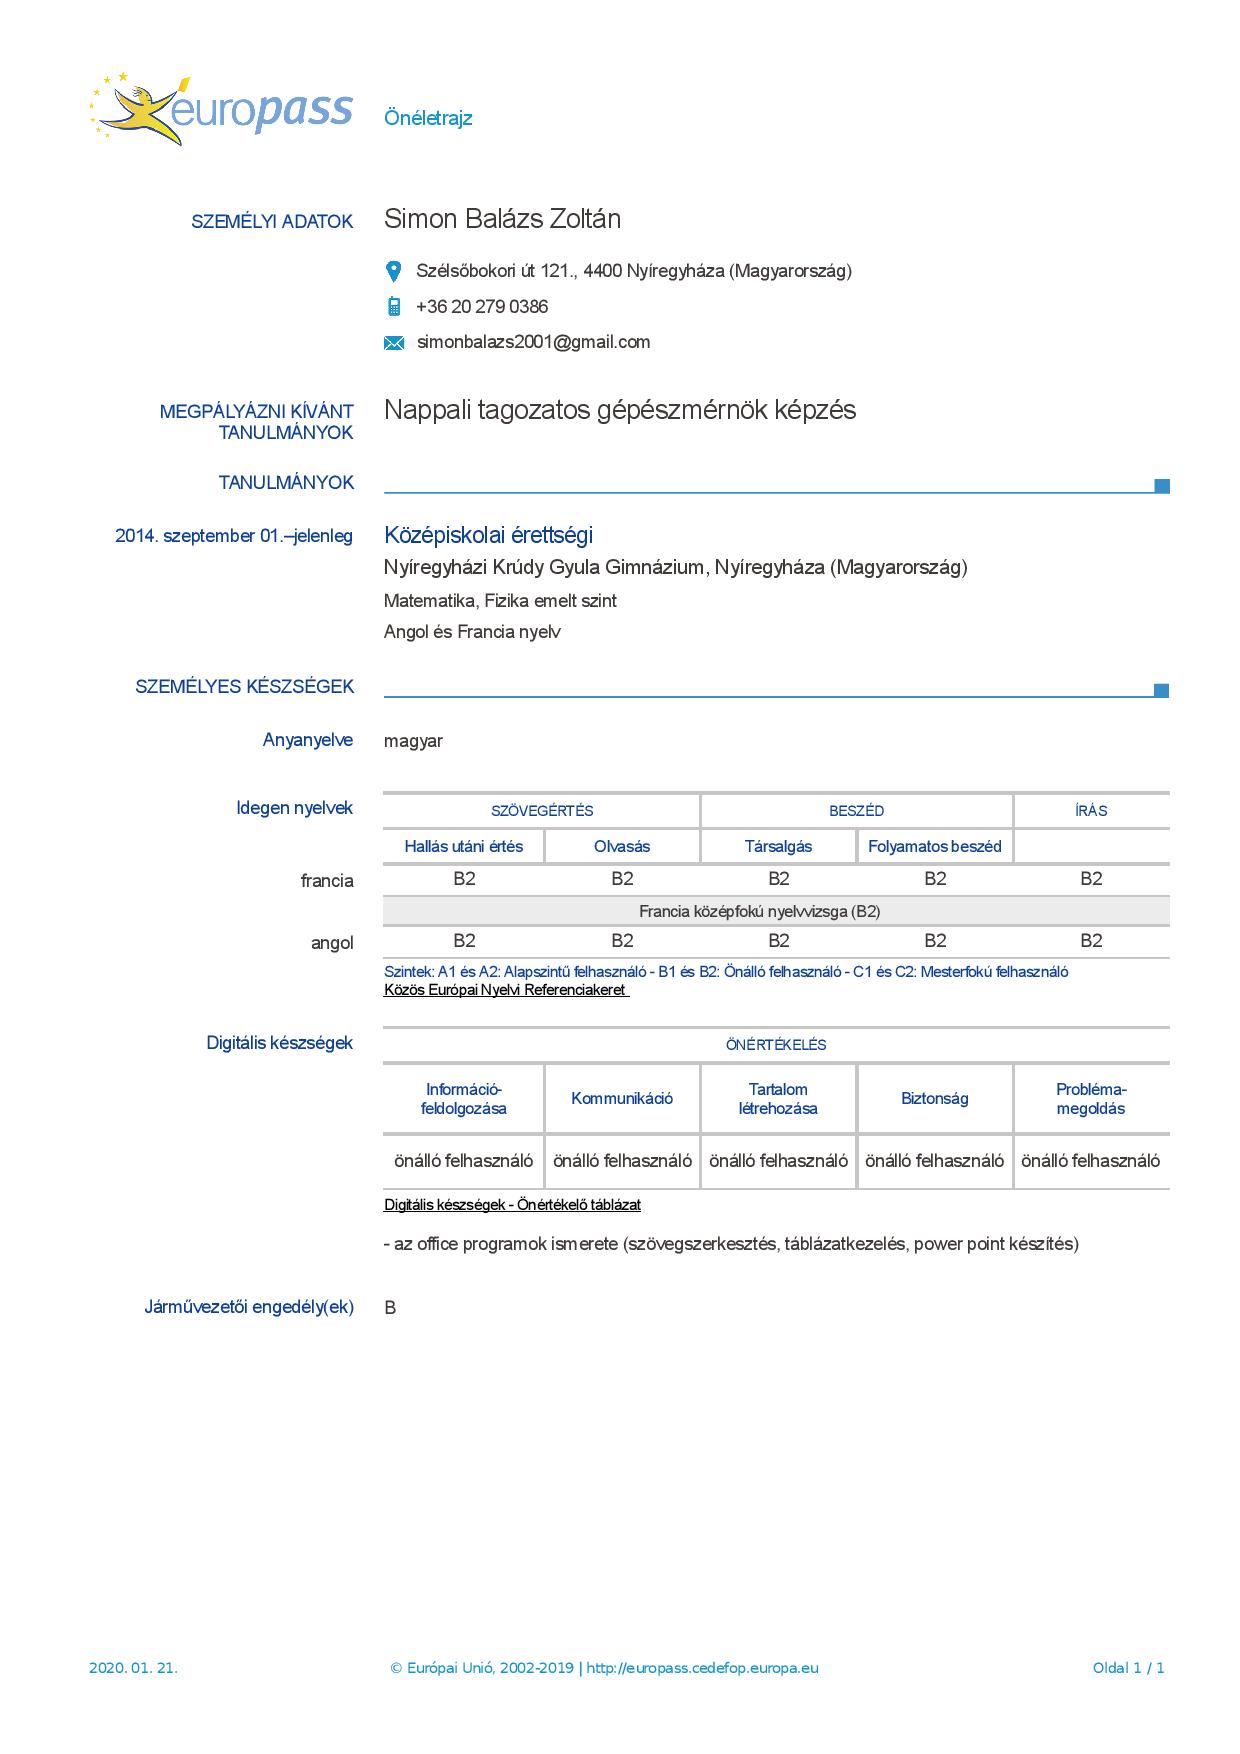 europass
Önéletrajz
SZEMÉLYI ADATOK
Simon Balázs Zoltán
Szélsőbokori út 121., 4400 Nyíregyháza (Magyarország)
+36 20 279 0386
simonbalazs2001@gmail.com
MEGPÁLYÁZNI KÍVÁNT
TANULMÁNYOK
Nappali tagozatos gépészmérnök képzés
TANULMÁNYOK
2014. szeptember 01.–jelenleg
Középiskolai érettségi
Nyíregyházi Krúdy Gyula Gimnázium, Nyíregyháza (Magyarország)
Matematika, Fizika emelt szint
Angol és Francia nyelv
SZEMÉLYES KÉSZSÉGEK
Anyanyelve
magyar
Idegen nyelvek
SZÖVEGÉRTÉS BESZÉD ÍRÁS
Hallás utáni értés Olvasás Társalgás Folyamatos beszéd
francia B2 B2 B2 B2 B2
Francia középfokú nyelvvizsga (B2)
angol B2 B2 B2 B2 B2
Szintek: A1 és A2: Alapszintű felhasználó - B1 és B2: Önálló felhasználó - C1 és C2: Mesterfokú felhasználó
Közös Európai Nyelvi Referenciakeret
Digitális készségek
ÖNÉRTÉKELÉS
Információ-
feldolgozása
Kommunikáció
Tartalom
létrehozása
Biztonság
Probléma-
megoldás
önálló felhasználó önálló felhasználó önálló felhasználó önálló felhasználó önálló felhasználó
Digitális készségek - Önértékelő táblázat
- az office programok ismerete (szövegszerkesztés, táblázatkezelés, power point készítés)
Járművezetői engedély(ek)
B
2020. 01. 21.
© Európai Unió, 2002-2019 | http://europass.cedefop.europa.eu
Oldal 1 / 1